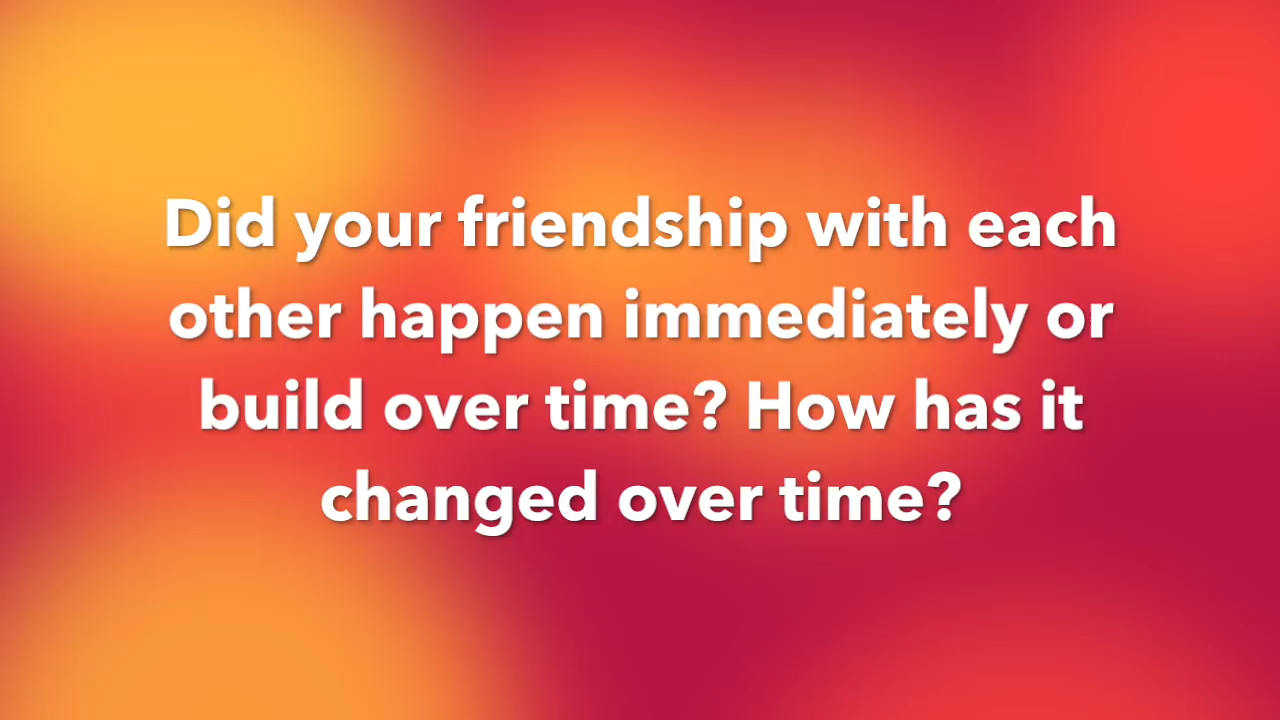 Did your friendship with each
other happen immediately or
build over time? How has it
changed over time?